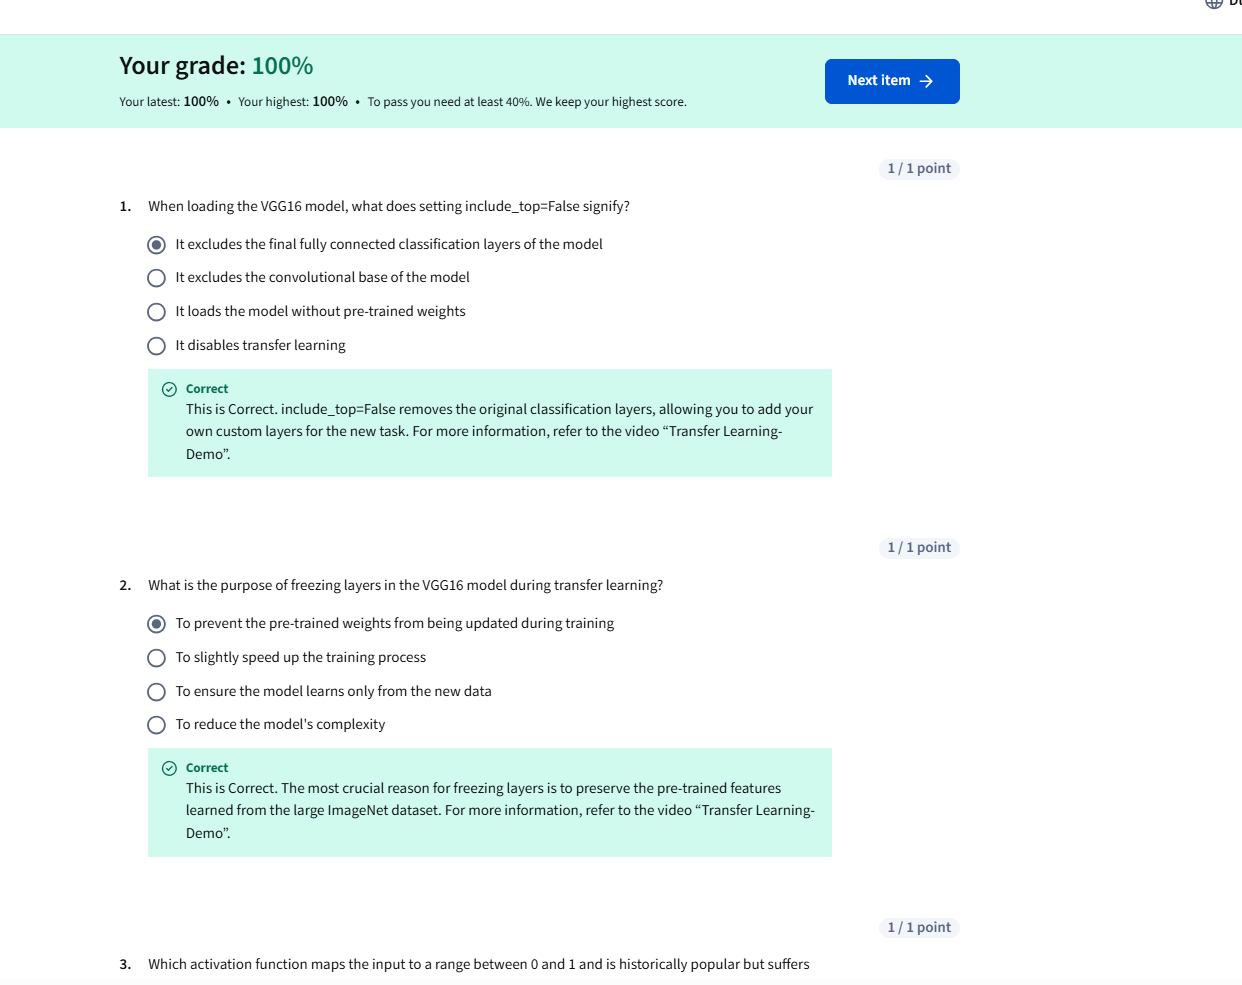 Your grade: 100%
Next item →
Your latest: 100% • Your highest: 100% • To pass you need at least 40%. We keep your highest score.
1 / 1 point
1. When loading the VGG16 model, what does setting include_top=False signify?
It excludes the final fully connected classification layers of the model
It excludes the convolutional base of the model
It loads the model without pre-trained weights
It disables transfer learning
Correct
This is Correct. include_top=False removes the original classification layers, allowing you to add your
own custom layers for the new task. For more information, refer to the video “Transfer Learning-
Demo”.
1 / 1 point
2. What is the purpose of freezing layers in the VGG16 model during transfer learning?
To prevent the pre-trained weights from being updated during training
To slightly speed up the training process
To ensure the model learns only from the new data
To reduce the model's complexity
Correct
This is Correct. The most crucial reason for freezing layers is to preserve the pre-trained features
learned from the large ImageNet dataset. For more information, refer to the video “Transfer Learning-
Demo”.
1 / 1 point
3. Which activation function maps the input to a range between 0 and 1 and is historically popular but suffers